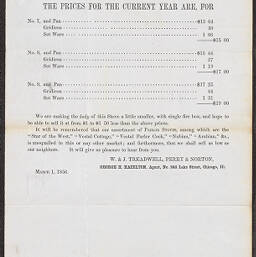 THE PRICES FOR THE CURRENT YEAR ARE, FOR
No. 7, and Pan
Gridiron
Set Ware
$15 00
No. 8, and Pan
Gridiron
Set Ware
$17 00
No. 9, and Pan
Gridiron
Set Ware
$19 00
We are making the body of this Stove a little smaller, with single fire box, and hope to
be able to sell it at from $1 to $1 50 less than the above prices.
It will be remembered that our assortment of Parlor Stoves, among which are the
"Star of the West," "Vestal Cottage," "Vestal Parlor Cook," "Nubian," "Arabian," &c.,
is unequalled in this or any other market; and furthermore, that we shall sell as low as
our neighbors. It will give us pleasure to hear from you.
W. & J. TREADWELL, PERRY & NORTON,
GEORGE H. HAZELTON, Agent, No. Lake Street, Chicago, Ill.
March 1, 1856.